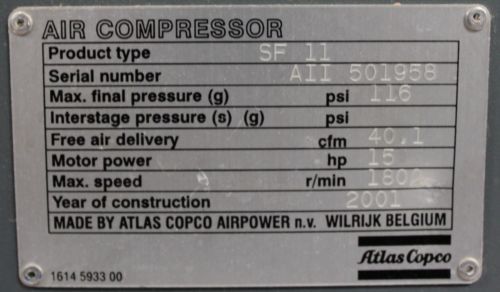 AIR COMPRESSOR
Product type SF 11
Serial number AII 501958
Max. final pressure (g) psi 116
Interstage pressure (s) (g) psi
Free air delivery cfm 40.1
Motor power hp 15
Max. speed r/min 1802
Year of construction 2001
MADE BY ATLAS COPCO AIRPOWER n.v. WILRIJK BELGIUM
Atlas Copco
1614 5933 00